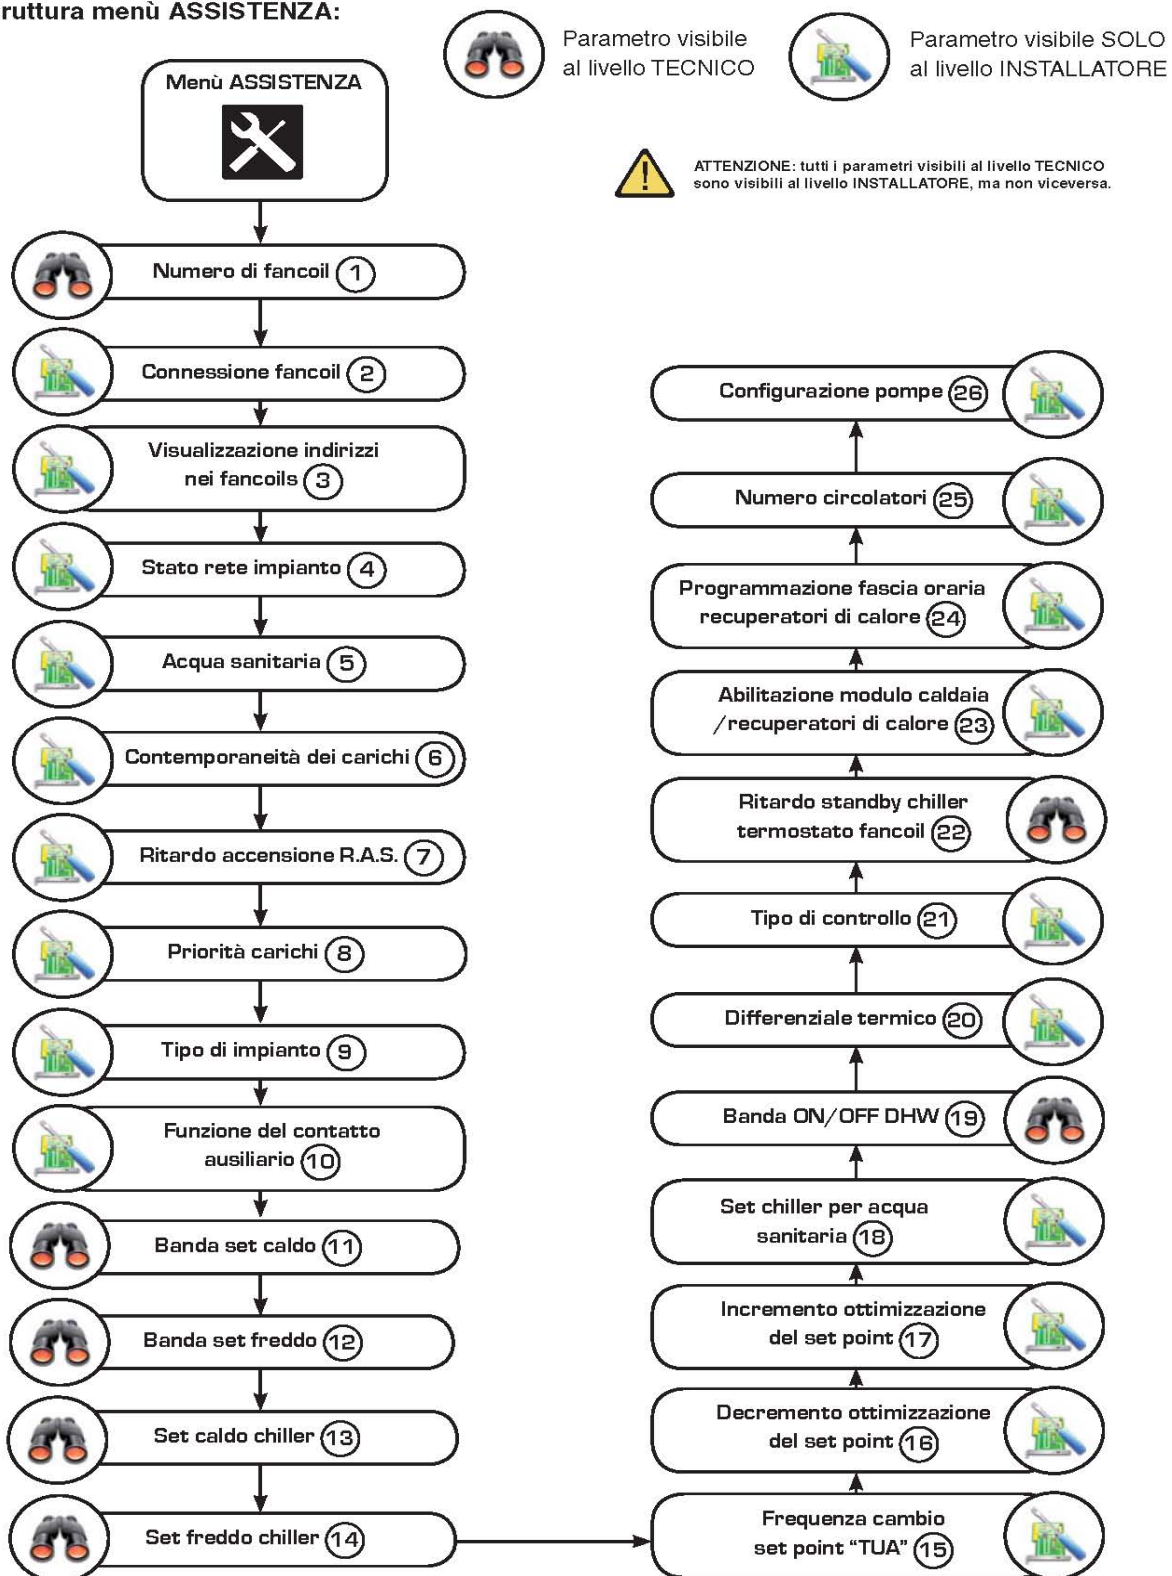 ruttura menù ASSISTENZA:
Parametro visibile
al livello TECNICO
Parametro visibile SOLO
al livello INSTALLATORE
Menù ASSISTENZA
ATTENZIONE: tutti i parametri visibili al livello TECNICO
sono visibili al livello INSTALLATORE, ma non viceversa.
Numero di fancoil 1
Connessione fancoil 2
Visualizzazione indirizzi
nei fancoils 3
Stato rete impianto 4
Acqua sanitaria 5
Contemporaneità dei carichi 6
Ritardo accensione R.A.S. 7
Priorità carichi 8
Tipo di impianto 9
Funzione del contatto
ausiliario 10
Banda set caldo 11
Banda set freddo 12
Set caldo chiller 13
Set freddo chiller 14
Configurazione pompe 26
Numero circolatori 25
Programmazione fascia oraria
recuperatori di calore 24
Abilitazione modulo caldaia
/recuperatori di calore 23
Ritardo standby chiller
termostato fancoil 22
Tipo di controllo 21
Differenziale termico 20
Banda ON/OFF DHW 19
Set chiller per acqua
sanitaria 18
Incremento ottimizzazione
del set point 17
Decremento ottimizzazione
del set point 16
Frequenza cambio
set point “TUA” 15